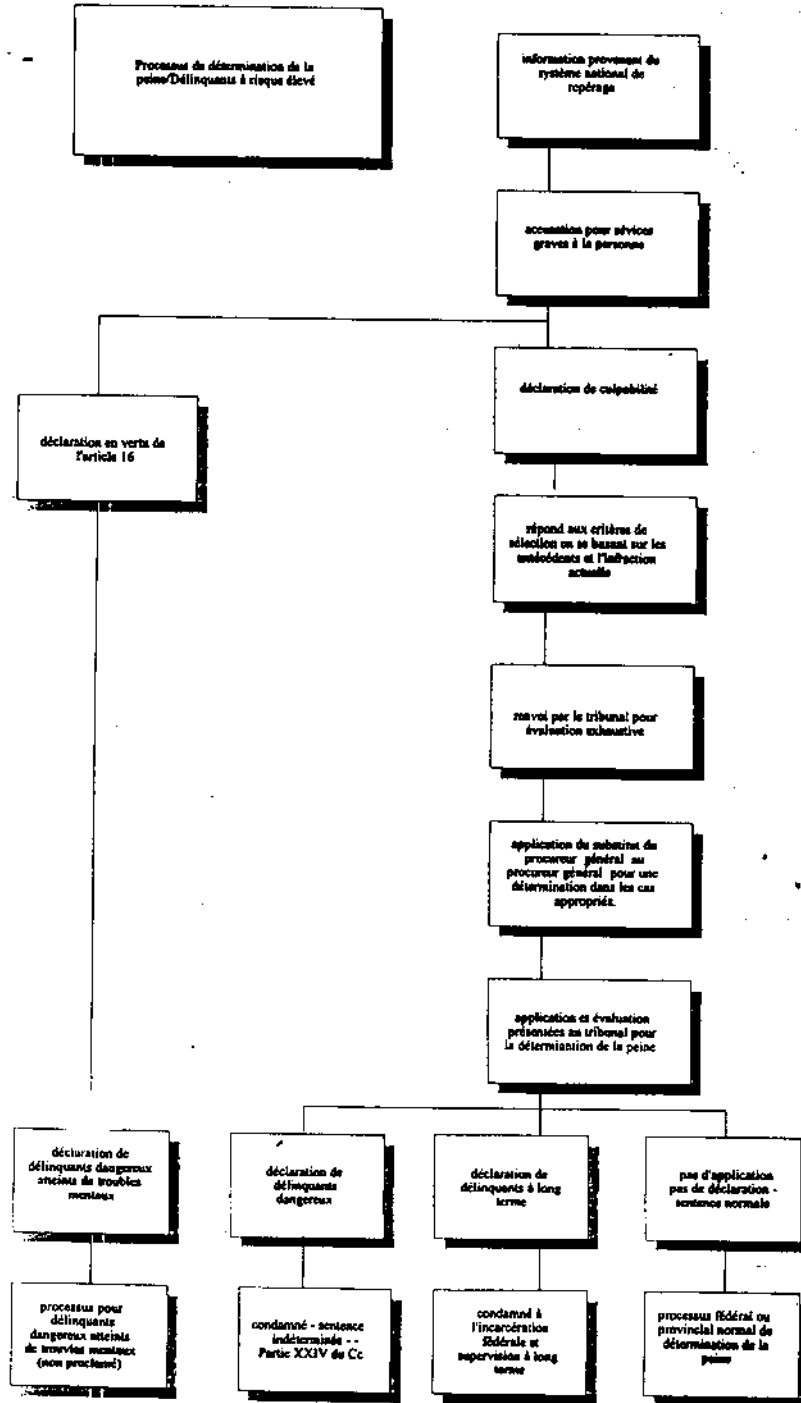 Processus de détermination de la
peine/Délinquants à risque élevé
information provenant du
système national de
repérage
accusation pour sévices
graves à la personne
déclaration de culpabilité
déclaration en vertu de
l'article 16
répond aux critères de
sélection en se basant sur les
antécédents et l'infraction
actuelle
renvoi par le tribunal pour
évaluation exhaustive
application du substitut du
procureur général au
procureur général pour une
détermination dans les cas
appropriés.
application et évaluation
présentées au tribunal pour
la détermiantion de la peine
déclaration de
délinquants dangereux
atteints de troubles
mentaux
déclaration de
délinquants
dangereux
déclaration de
délinquants à long
terme
pas d'application
pas de déclaration -
sentence normale
processus pour
délinquants
dangereux atteints
de trouvles mentaux
(non proclamé)
condamné - sentence
indéterminée - -
Partie XXIV du Cc
condamné à
l'incarcération
fédérale et
supervision à long
terme
processus fédéral ou
provincial normal de
détermination de la
peine